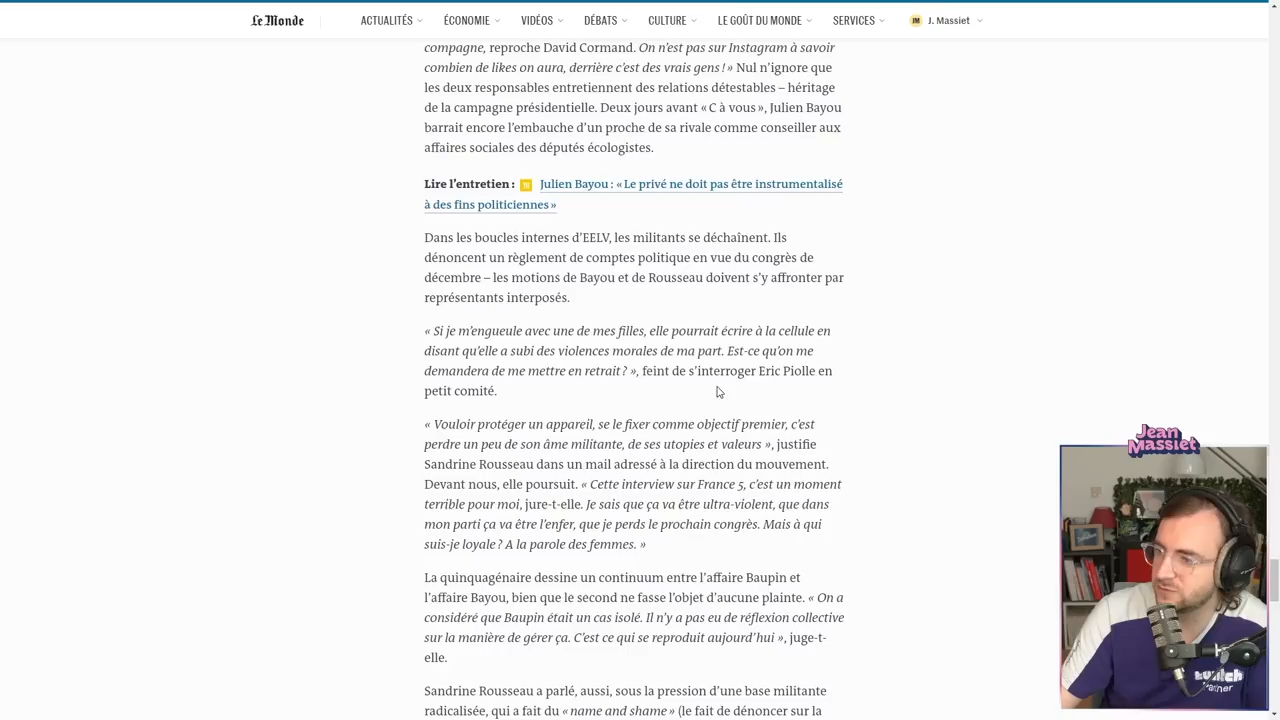 Le Monde
ACTUALITÉS
ÉCONOMIE
VIDÉOS
DÉBATS
CULTURE
LE GOÛT DU MONDE
SERVICES
JM
J. Massiet
compagne, reproche David Cormand. On n’est pas sur Instagram à savoir
combien de likes on aura, derrière c’est des vrais gens ! » Nul n’ignore que
les deux responsables entretiennent des relations détestables – héritage
de la campagne présidentielle. Deux jours avant « C à vous », Julien Bayou
barrait encore l’embauche d’un proche de sa rivale comme conseiller aux
affaires sociales des députés écologistes.
Lire l’entretien : Julien Bayou : « Le privé ne doit pas être instrumentalisé
à des fins politiciennes »
Dans les boucles internes d’EELV, les militants se déchaînent. Ils
dénoncent un règlement de comptes politique en vue du congrès de
décembre – les motions de Bayou et de Rousseau doivent s’y affronter par
représentants interposés.
« Si je m’engueule avec une de mes filles, elle pourrait écrire à la cellule en
disant qu’elle a subi des violences morales de ma part. Est-ce qu’on me
demandera de me mettre en retrait ? », feint de s’interroger Eric Piolle en
petit comité.
« Vouloir protéger un appareil, se le fixer comme objectif premier, c’est
perdre un peu de son âme militante, de ses utopies et valeurs », justifie
Sandrine Rousseau dans un mail adressé à la direction du mouvement.
Devant nous, elle poursuit. « Cette interview sur France 5, c’est un moment
terrible pour moi, jure-t-elle. Je sais que ça va être ultra-violent, que dans
mon parti ça va être l’enfer, que je perds le prochain congrès. Mais à qui
suis-je loyale ? A la parole des femmes. »
La quinquagénaire dessine un continuum entre l’affaire Baupin et
l’affaire Bayou, bien que le second ne fasse l’objet d’aucune plainte. « On a
considéré que Baupin était un cas isolé. Il n’y a pas eu de réflexion collective
sur la manière de gérer ça. C’est ce qui se reproduit aujourd’hui », juge-t-
elle.
Sandrine Rousseau a parlé, aussi, sous la pression d’une base militante
radicalisée, qui a fait du « name and shame » (le fait de dénoncer sur la
Jean
Massiet
twitch
Partner